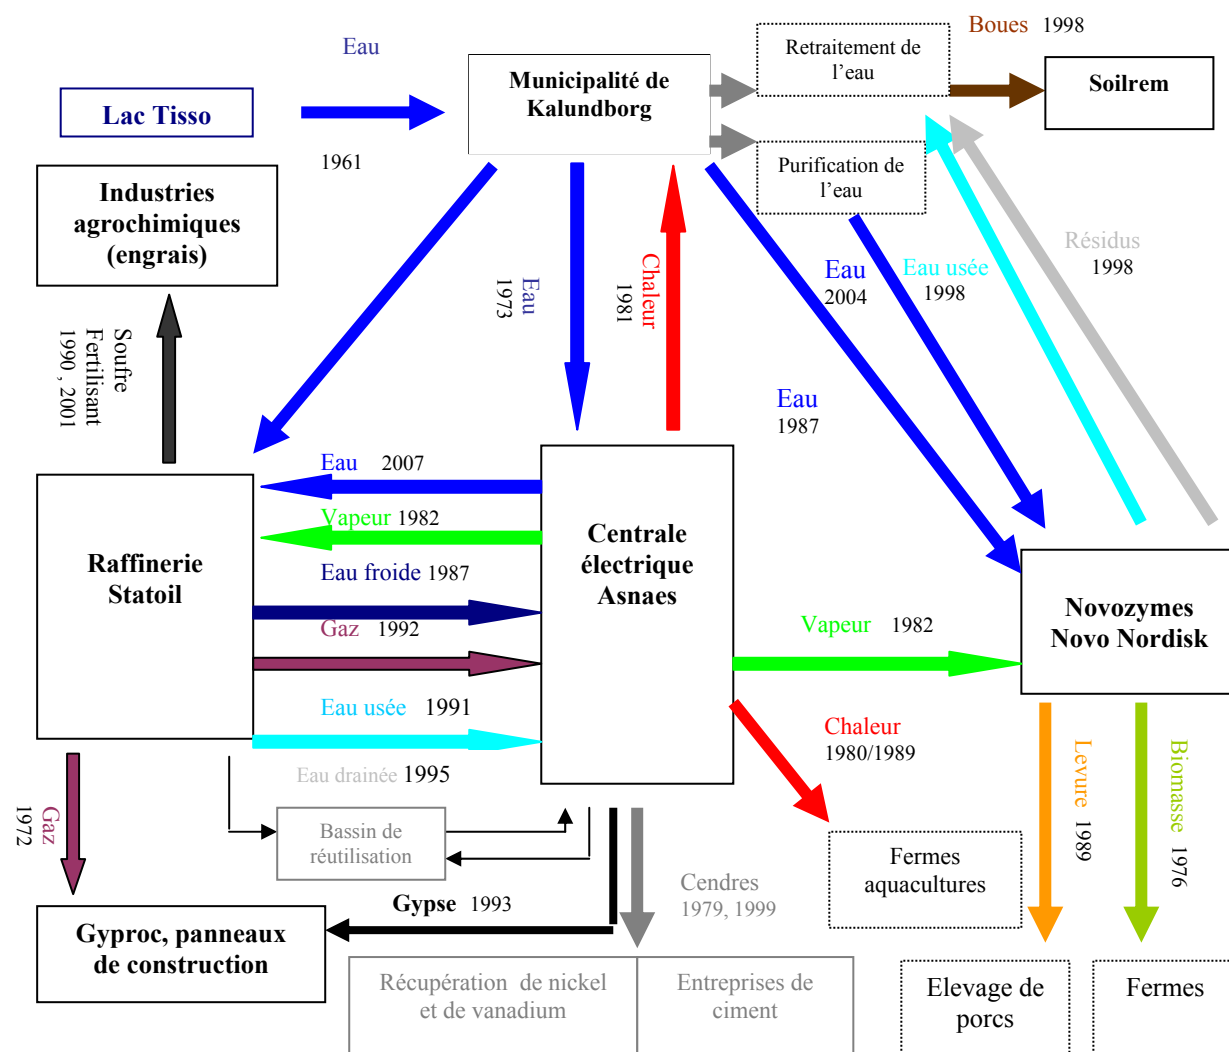 Eau
Municipalité de
Kalundborg
Retraitement de
l’eau
Boues 1998
Soilrem
Lac Tisso
1961
Purification de
l’eau
Industries
agrochimiques
(engrais)
Soufre
Fertilisant
1990 , 2001
Eau
1973
Chaleur
1981
Eau
2004
Eau usée
1998
Résidus
1998
Eau
1987
Raffinerie
Statoil
Eau 2007
Vapeur 1982
Eau froide 1987
Gaz 1992
Eau usée 1991
Eau drainée 1995
Centrale
électrique
Asnaes
Vapeur 1982
Novozymes
Novo Nordisk
Chaleur
1980/1989
Levure 1989
Biomasse 1976
Gaz
1972
Bassin de
réutilisation
Gypse 1993
Cendres
1979, 1999
Fermes
aquacultures
Gyproc, panneaux
de construction
Récupération de nickel
et de vanadium
Entreprises de
ciment
Elevage de
porcs
Fermes